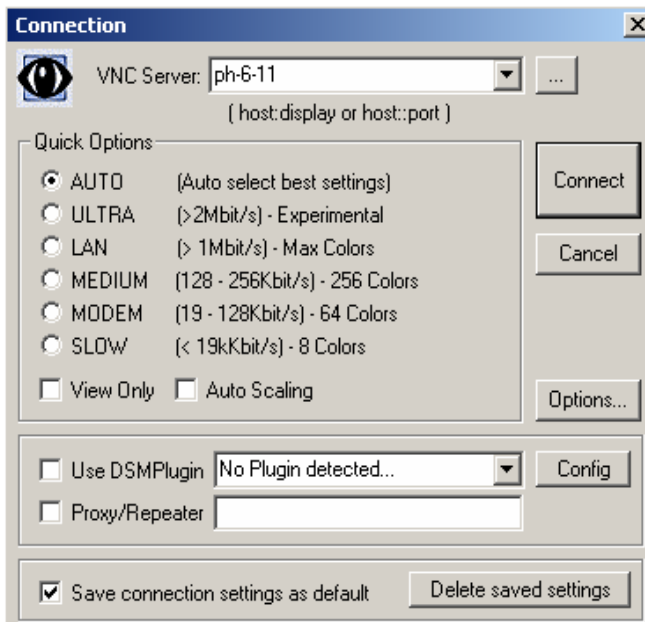 Connection
VNC Server: ph-6-11 ...
( host:display or host::port )
Quick Options
AUTO (Auto select best settings)
ULTRA (>2Mbit/s) - Experimental
LAN (> 1Mbit/s) - Max Colors
MEDIUM (128 - 256Kbit/s) - 256 Colors
MODEM (19 - 128Kbit/s) - 64 Colors
SLOW (< 19kKbit/s) - 8 Colors
View Only Auto Scaling
Connect
Cancel
Options...
Use DSMPlugin No Plugin detected... Config
Proxy/Repeater
Save connection settings as default Delete saved settings